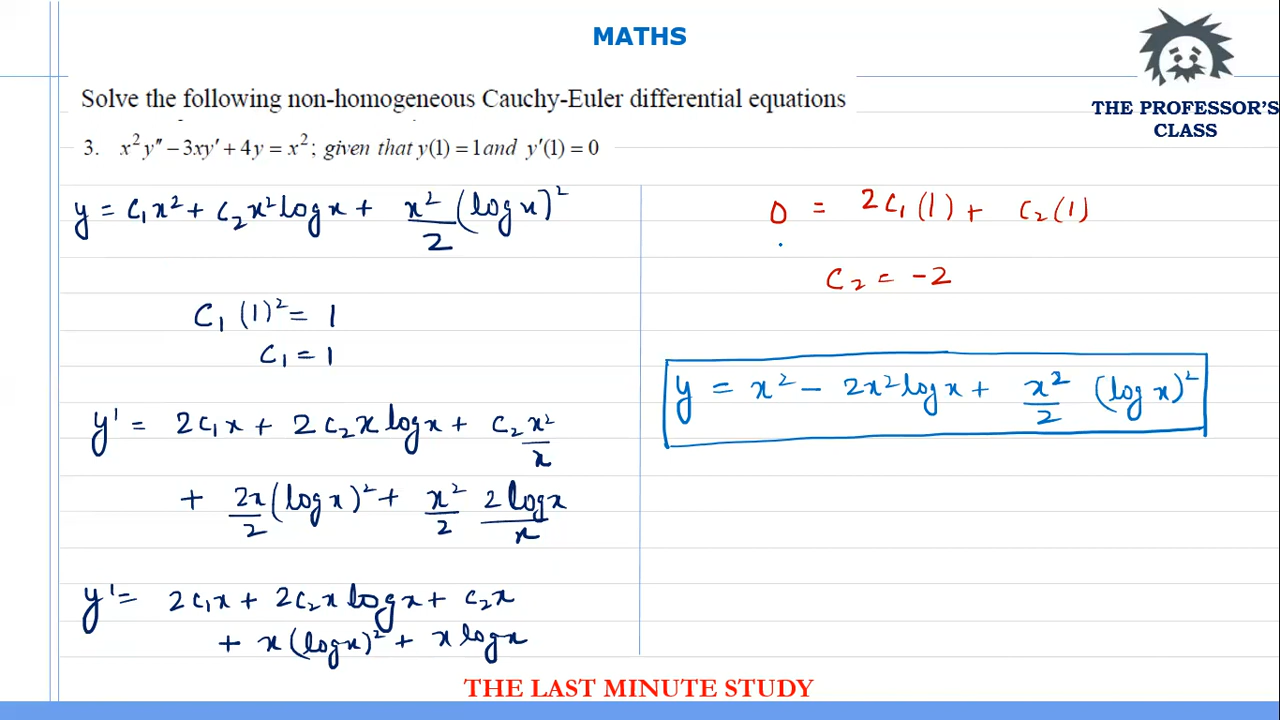 MATHS
THE PROFESSOR'S
CLASS
Solve the following non-homogeneous Cauchy-Euler differential equations
3. x²y″ − 3xy′ + 4y = x²; given that y(1) = 1 and y′(1) = 0
y = C₁x² + C₂x² log x + x²/2 (log x)²
C₁ (1)² = 1
C₁ = 1
y' = 2C₁x + 2C₂x log x + C₂ x²/x
+ 2x/2 (log x)² + x²/2 2 log x/x
y' = 2C₁x + 2C₂x log x + C₂x
+ x (log x)² + x log x
0 = 2C₁(1) + C₂(1)
C₂ = -2
y = x² − 2x² log x + x²/2 (log x)²
THE LAST MINUTE STUDY